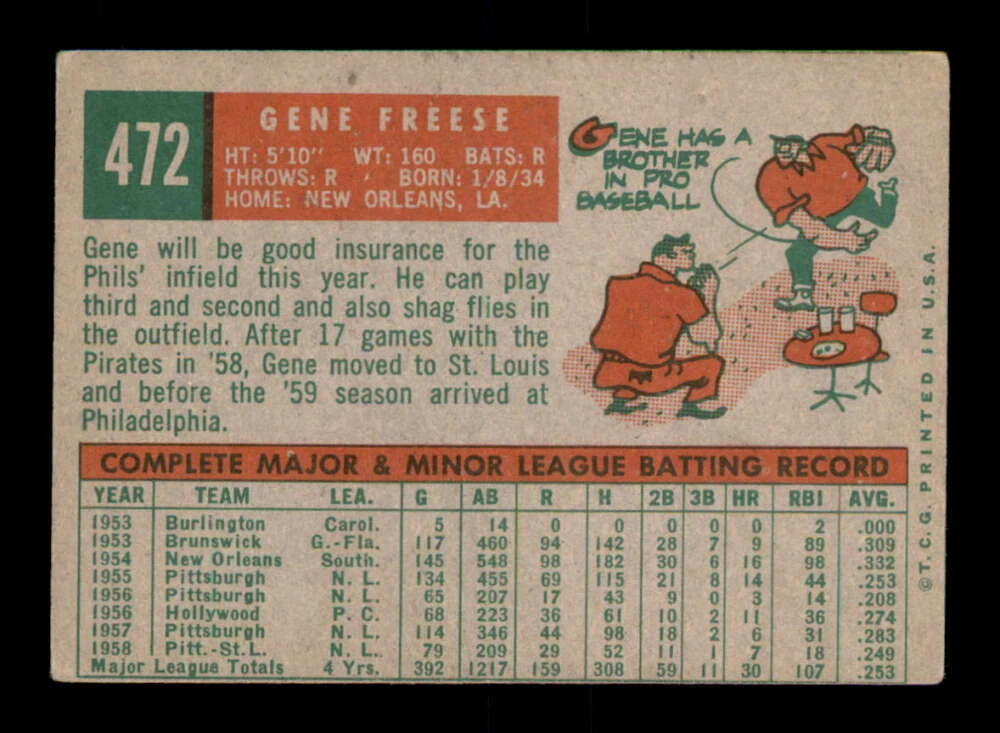 472
GENE FREESE
HT: 5'10" WT: 160 BATS: R
THROWS: R • BORN: 1/8/34
HOME: NEW ORLEANS, LA.
GENE HAS A
BROTHER
IN PRO
BASEBALL
Gene will be good insurance for the
Phils' infield this year. He can play
third and second and also shag flies in
the outfield. After 17 games with the
Pirates in '58, Gene moved to St. Louis
and before the '59 season arrived at
Philadelphia.
COMPLETE MAJOR & MINOR LEAGUE BATTING RECORD
YEAR TEAM LEA. G AB R H 2B 3B HR RBI AVG.
1953 Burlington Carol. 5 14 0 0 0 0 0 2 .000
1953 Brunswick G.-Fla. 117 460 94 142 28 7 9 89 .309
1954 New Orleans South. 145 548 98 182 30 6 16 98 .332
1955 Pittsburgh N. L. 134 455 69 115 21 8 14 44 .253
1956 Pittsburgh N. L. 65 207 17 43 9 0 3 14 .208
1956 Hollywood P. C. 68 223 36 61 10 2 11 36 .274
1957 Pittsburgh N. L. 114 346 44 98 18 2 6 31 .283
1958 Pitt.-St.L. N. L. 79 209 29 52 11 1 7 18 .249
Major League Totals 4 Yrs. 392 1217 159 308 59 11 30 107 .253
©T.C.G. PRINTED IN U.S.A.